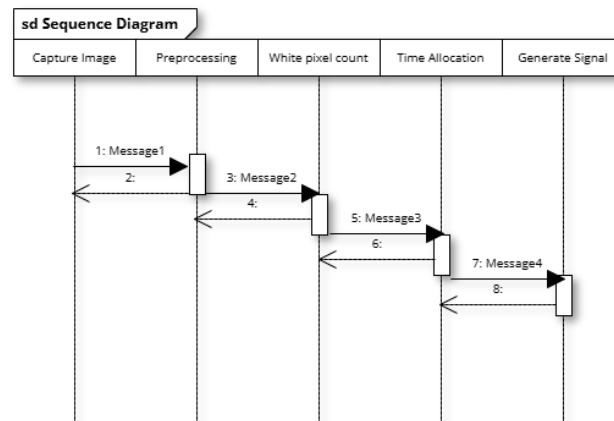 sd Sequence Diagram
Capture Image Preprocessing White pixel count Time Allocation Generate Signal
1: Message1
2:
3: Message2
4:
5: Message3
6:
7: Message4
8: